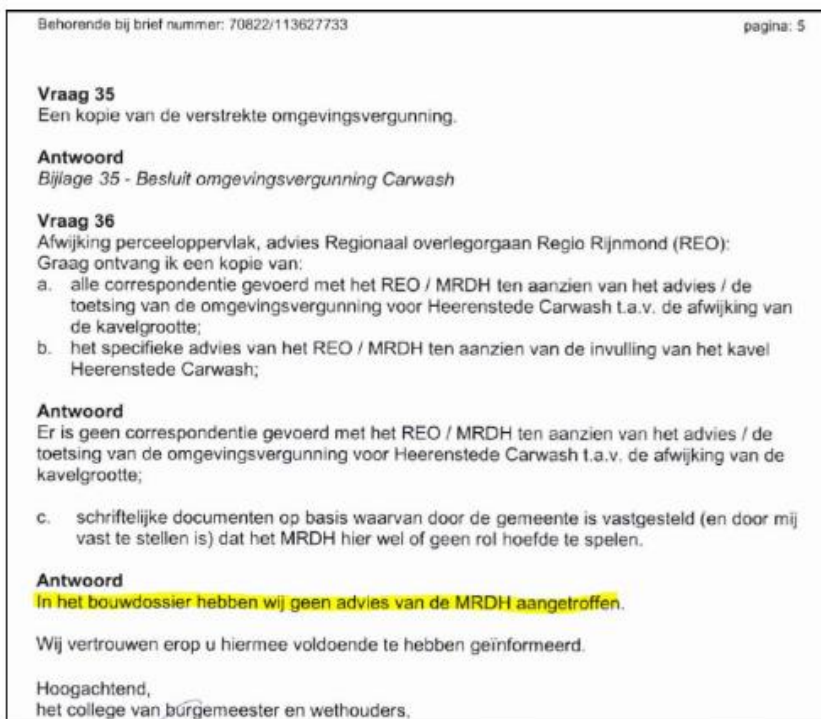 Behorende bij brief nummer: 70822/113627733 pagina: 5
Vraag 35
Een kopie van de verstrekte omgevingsvergunning.
Antwoord
Bijlage 35 - Besluit omgevingsvergunning Carwash
Vraag 36
Afwijking perceeloppervlak, advies Regionaal overlegorgaan Regio Rijnmond (REO):
Graag ontvang ik een kopie van:
a. alle correspondentie gevoerd met het REO / MRDH ten aanzien van het advies / de
toetsing van de omgevingsvergunning voor Heerenstede Carwash t.a.v. de afwijking van
de kavelgrootte;
b. het specifieke advies van het REO / MRDH ten aanzien van de invulling van het kavel
Heerenstede Carwash;
Antwoord
Er is geen correspondentie gevoerd met het REO / MRDH ten aanzien van het advies / de
toetsing van de omgevingsvergunning voor Heerenstede Carwash t.a.v. de afwijking van de
kavelgrootte;
c. schriftelijke documenten op basis waarvan door de gemeente is vastgesteld (en door mij
vast te stellen is) dat het MRDH hier wel of geen rol hoefde te spelen.
Antwoord
In het bouwdossier hebben wij geen advies van de MRDH aangetroffen.
Wij vertrouwen erop u hiermee voldoende te hebben geïnformeerd.
Hoogachtend,
het college van burgemeester en wethouders,